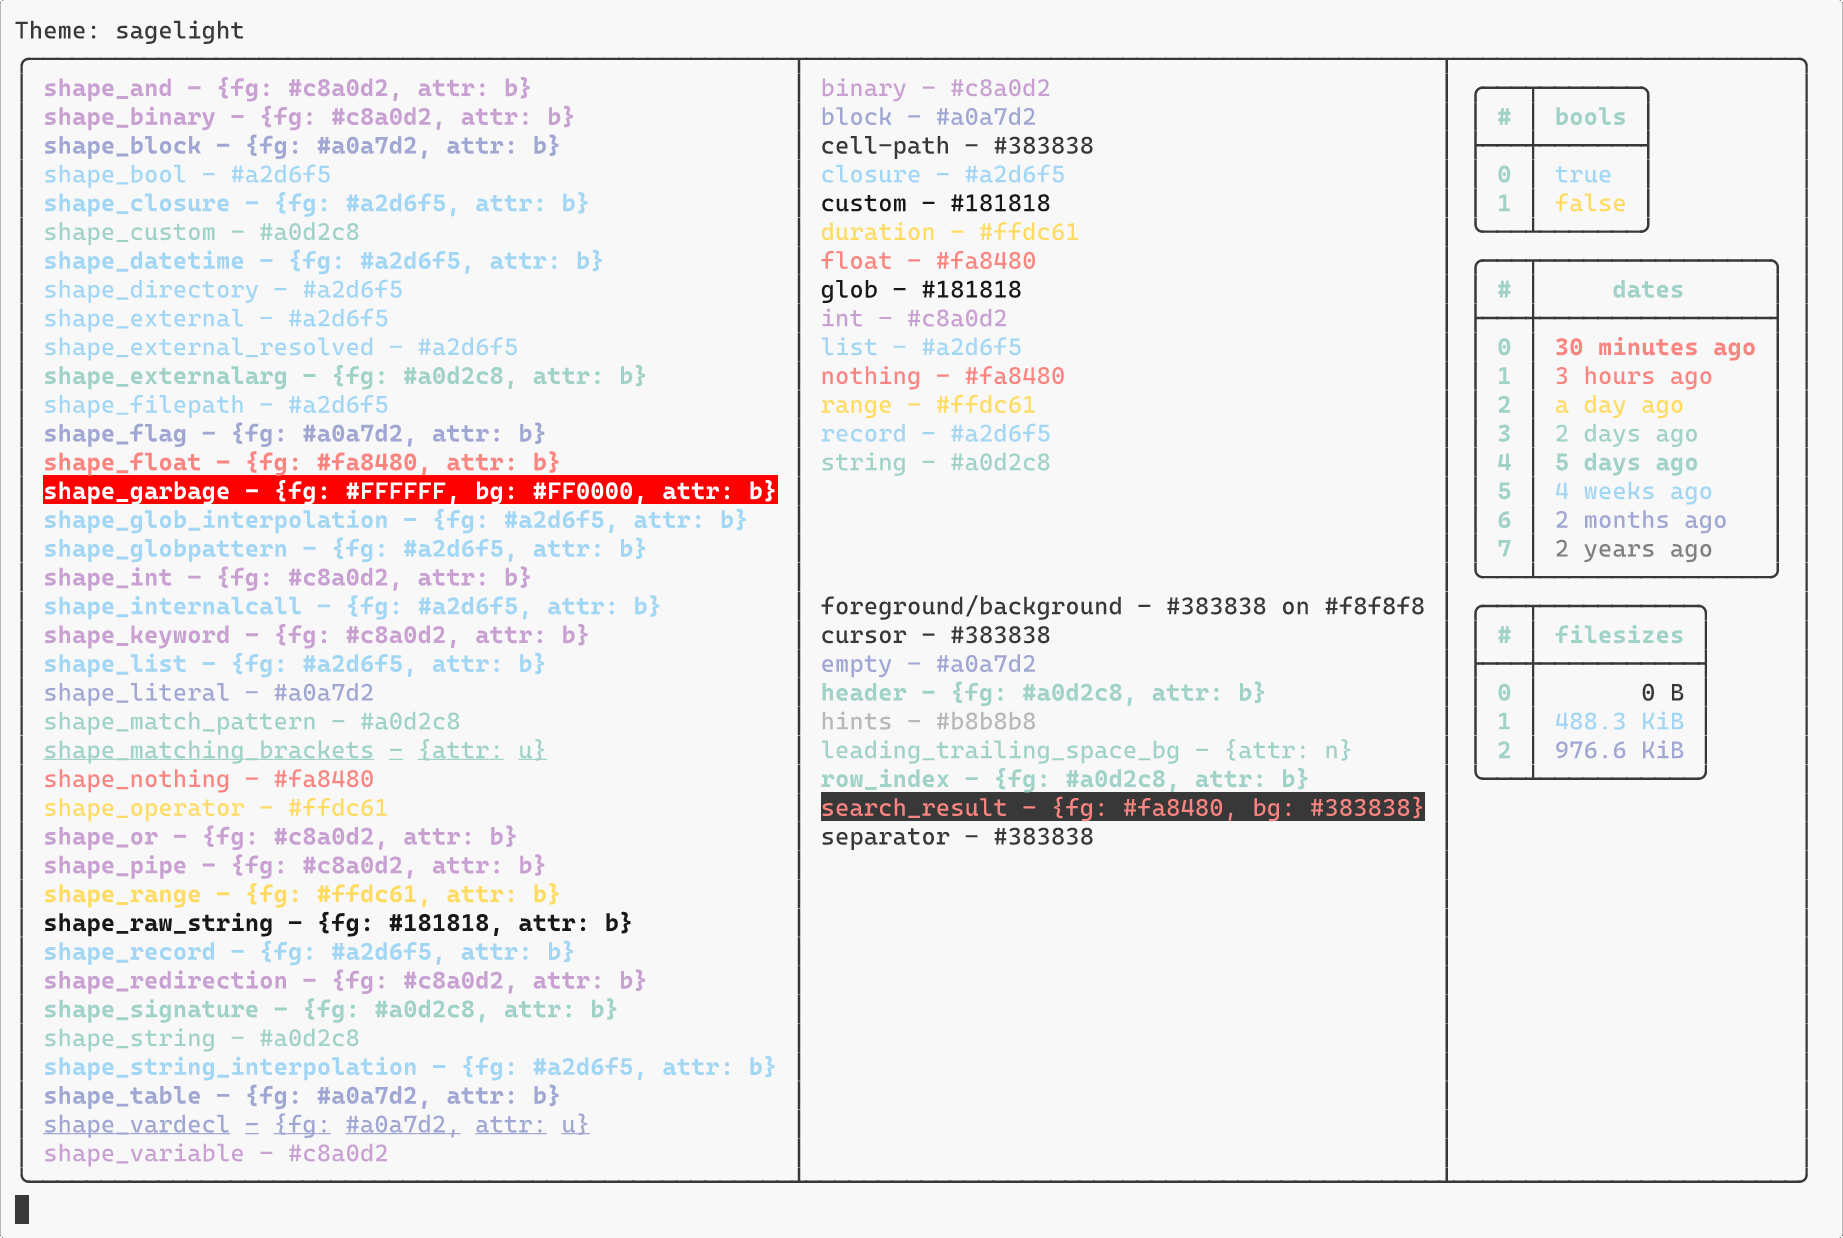 Theme: sagelight
shape_and - {fg: #c8a0d2, attr: b}
shape_binary - {fg: #c8a0d2, attr: b}
shape_block - {fg: #a0a7d2, attr: b}
shape_bool - #a2d6f5
shape_closure - {fg: #a2d6f5, attr: b}
shape_custom - #a0d2c8
shape_datetime - {fg: #a2d6f5, attr: b}
shape_directory - #a2d6f5
shape_external - #a2d6f5
shape_external_resolved - #a2d6f5
shape_externalarg - {fg: #a0d2c8, attr: b}
shape_filepath - #a2d6f5
shape_flag - {fg: #a0a7d2, attr: b}
shape_float - {fg: #fa8480, attr: b}
shape_garbage - {fg: #FFFFFF, bg: #FF0000, attr: b}
shape_glob_interpolation - {fg: #a2d6f5, attr: b}
shape_globpattern - {fg: #a2d6f5, attr: b}
shape_int - {fg: #c8a0d2, attr: b}
shape_internalcall - {fg: #a2d6f5, attr: b}
shape_keyword - {fg: #c8a0d2, attr: b}
shape_list - {fg: #a2d6f5, attr: b}
shape_literal - #a0a7d2
shape_match_pattern - #a0d2c8
shape_matching_brackets - {attr: u}
shape_nothing - #fa8480
shape_operator - #ffdc61
shape_or - {fg: #c8a0d2, attr: b}
shape_pipe - {fg: #c8a0d2, attr: b}
shape_range - {fg: #ffdc61, attr: b}
shape_raw_string - {fg: #181818, attr: b}
shape_record - {fg: #a2d6f5, attr: b}
shape_redirection - {fg: #c8a0d2, attr: b}
shape_signature - {fg: #a0d2c8, attr: b}
shape_string - #a0d2c8
shape_string_interpolation - {fg: #a2d6f5, attr: b}
shape_table - {fg: #a0a7d2, attr: b}
shape_vardecl - {fg: #a0a7d2, attr: u}
shape_variable - #c8a0d2
binary - #c8a0d2
block - #a0a7d2
cell-path - #383838
closure - #a2d6f5
custom - #181818
duration - #ffdc61
float - #fa8480
glob - #181818
int - #c8a0d2
list - #a2d6f5
nothing - #fa8480
range - #ffdc61
record - #a2d6f5
string - #a0d2c8
foreground/background - #383838 on #f8f8f8
cursor - #383838
empty - #a0a7d2
header - {fg: #a0d2c8, attr: b}
hints - #b8b8b8
leading_trailing_space_bg - {attr: n}
row_index - {fg: #a0d2c8, attr: b}
search_result - {fg: #fa8480, bg: #383838}
separator - #383838
# bools
0 true
1 false
# dates
0 30 minutes ago
1 3 hours ago
2 a day ago
3 2 days ago
4 5 days ago
5 4 weeks ago
6 2 months ago
7 2 years ago
# filesizes
0 0 B
1 488.3 KiB
2 976.6 KiB